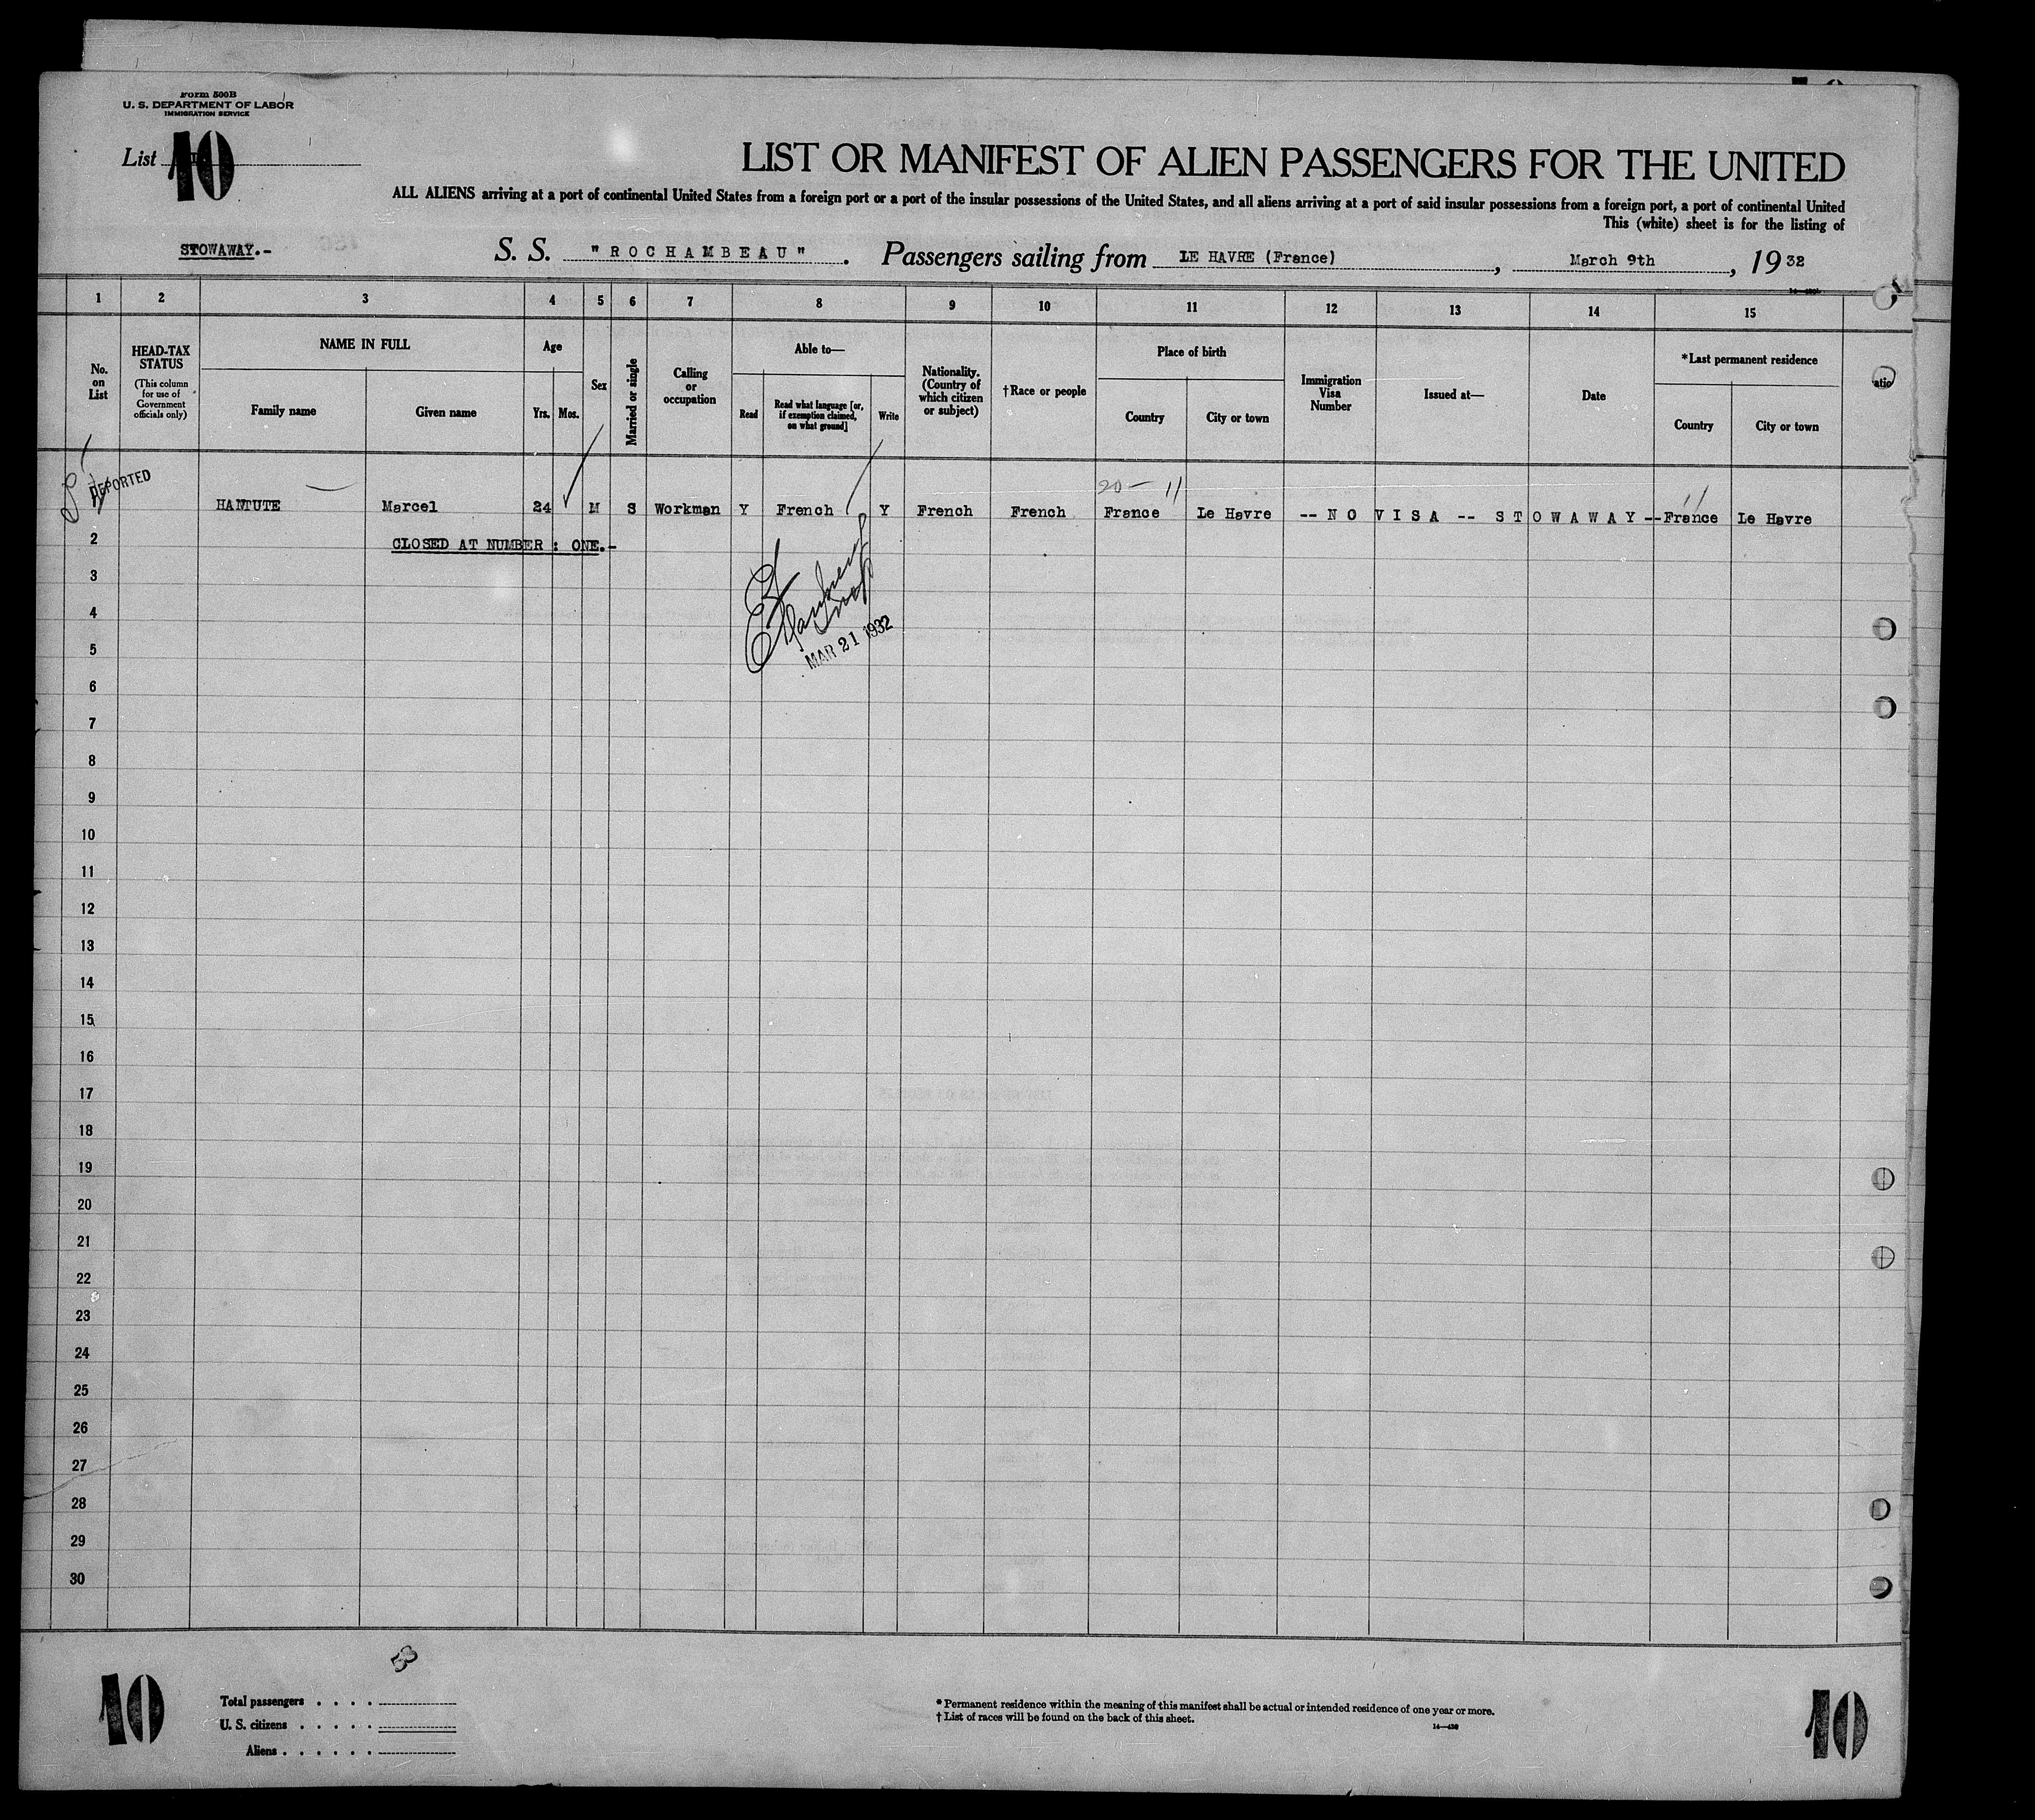 Form 500B
U. S. DEPARTMENT OF LABOR
IMMIGRATION SERVICE
List 10
LIST OR MANIFEST OF ALIEN PASSENGERS FOR THE UNITED
ALL ALIENS arriving at a port of continental United States from a foreign port or a port of the insular possessions of the United States, and all aliens arriving at a port of said insular possessions from a foreign port, a port of continental United
This (white) sheet is for the listing of
STOWAWAY.- S. S. "ROCHAMBEAU". Passengers sailing from LE HAVRE (France), March 9th, 1932
1 2 3 4 5 6 7 8 9 10 11 12 13 14 15
No. on List
HEAD-TAX STATUS
(This column for use of Government officials only)
NAME IN FULL
Family name Given name
Age
Yrs. Mos.
Sex
Married or single
Calling or occupation
Able to—
Read
Read what language [or, if exemption claimed, on what ground]
Write
Nationality. (Country of which citizen or subject)
†Race or people
Place of birth
Country City or town
Immigration Visa Number
Issued at—
Date
*Last permanent residence
Country City or town
DEPORTED
20— 11
11
HANTUTE Marcel 24 M S Workman Y French Y French French France Le Havre -- NO VISA -- STOWAWAY -- France Le Havre
2
CLOSED AT NUMBER : ONE.-
3
4
5
MAR 21 1932
6
7
8
9
10
11
12
13
14
15
16
17
18
19
20
21
22
23
24
25
26
27
28
29
30
10
Total passengers . . . .
U. S. citizens . . . . .
Aliens . . . . . .
* Permanent residence within the meaning of this manifest shall be actual or intended residence of one year or more.
† List of races will be found on the back of this sheet.
14—430
10